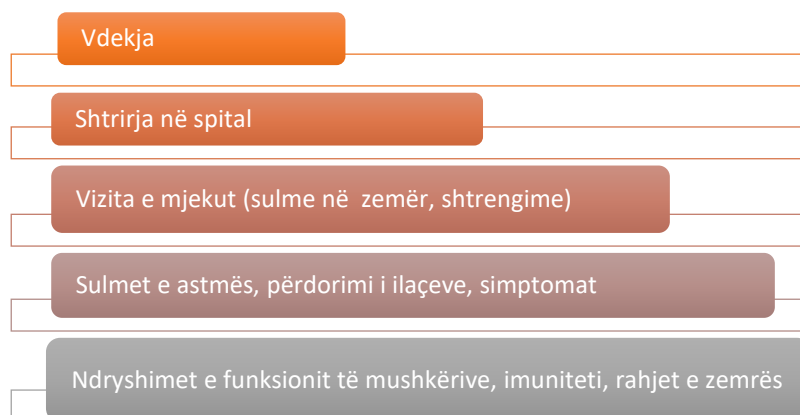 Vdekja
Shtrirja në spital
Vizita e mjekut (sulme në zemër, shtrengime)
Sulmet e astmës, përdorimi i ilaçeve, simptomat
Ndryshimet e funksionit të mushkërive, imuniteti, rahjet e zemrës